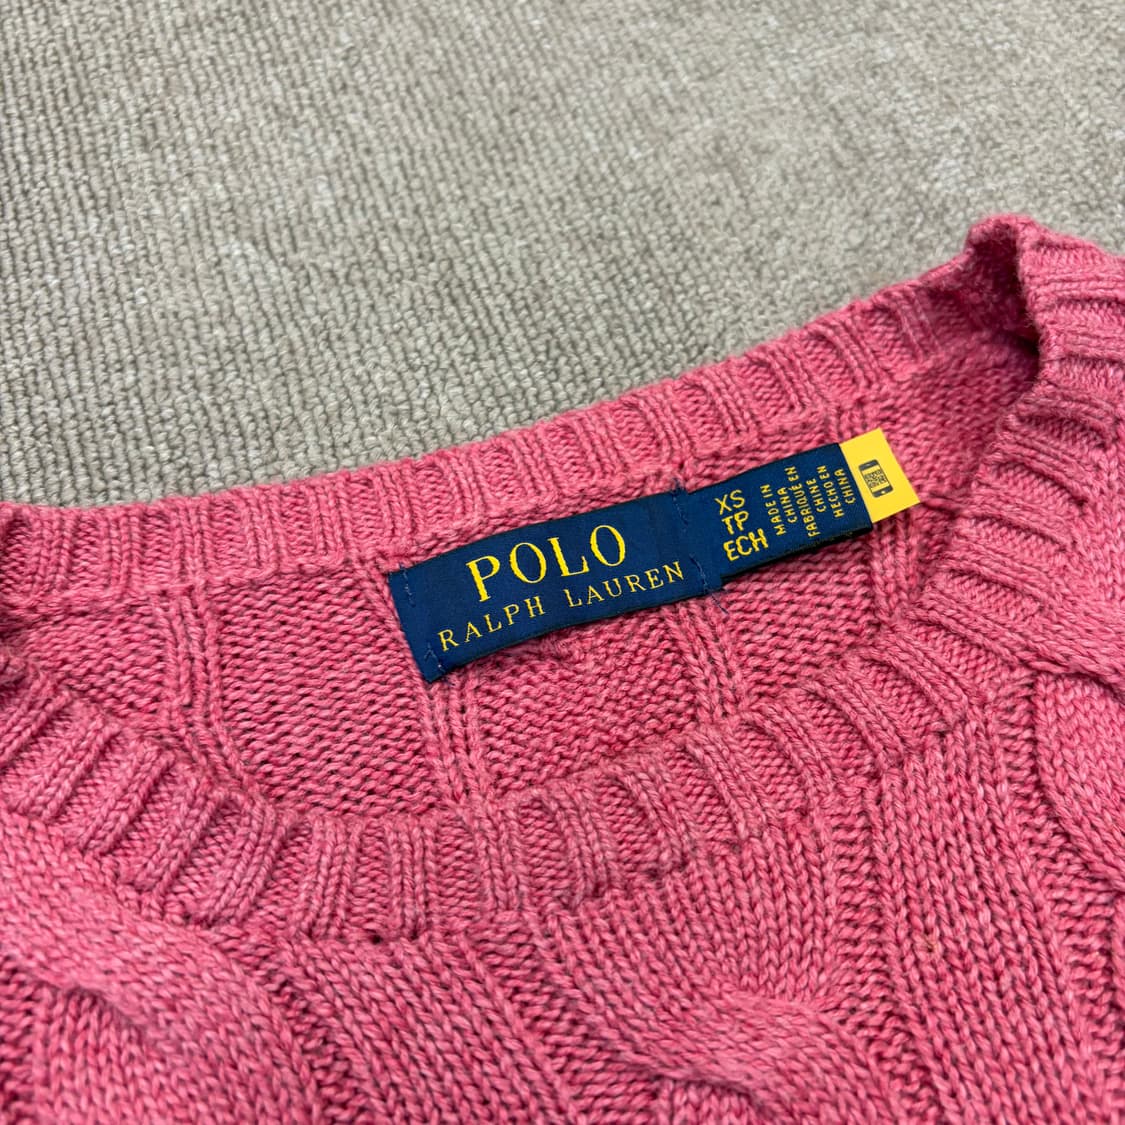 POLO
RALPH LAUREN
XS
TP
ECH
MADE IN
CHINA
FABRIQUÉ EN
CHINE
HECHO EN
CHINA